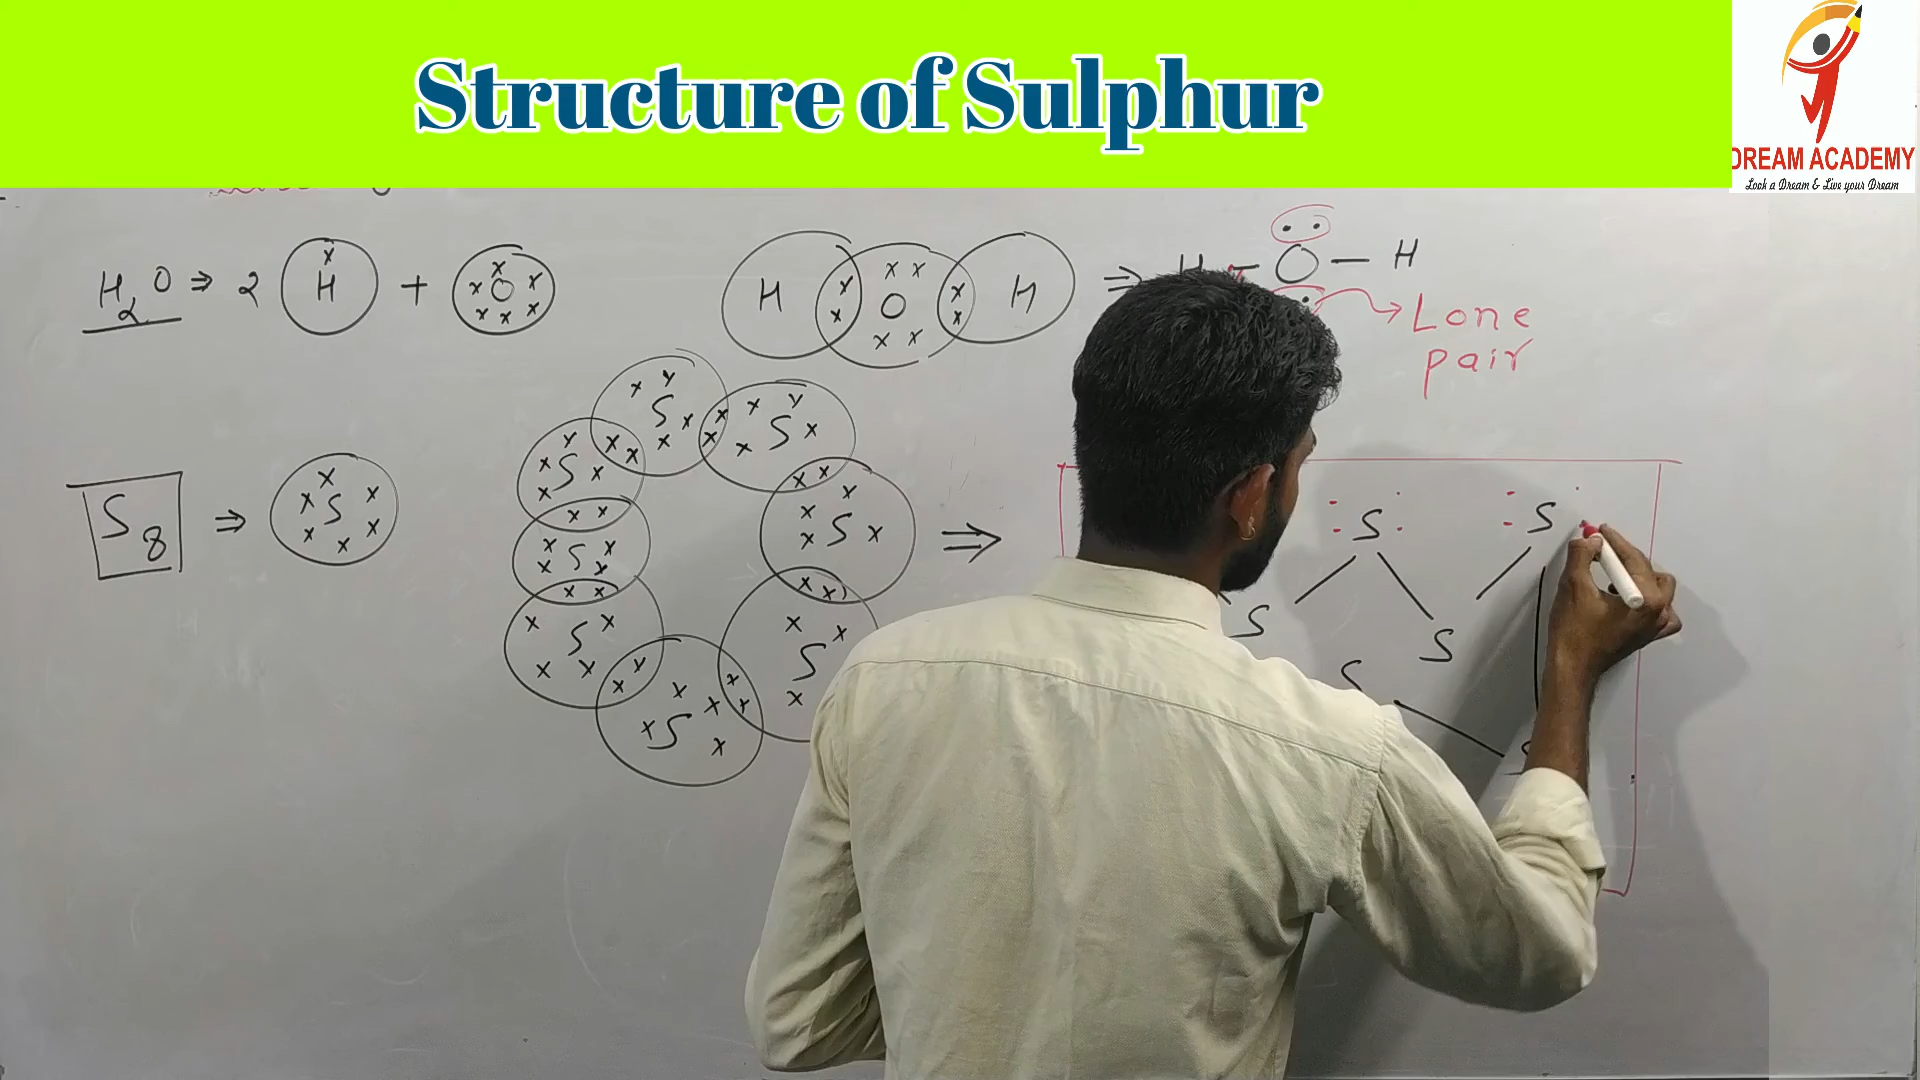 Structure of Sulphur
DREAM ACADEMY
Look a Dream & Live your Dream
H₂O ⇒ 2 H + O
H O H ⇒ H – O – H
Lone
pair
S₈ ⇒ S
S S S S S S S S ⇒
S S
S S
S